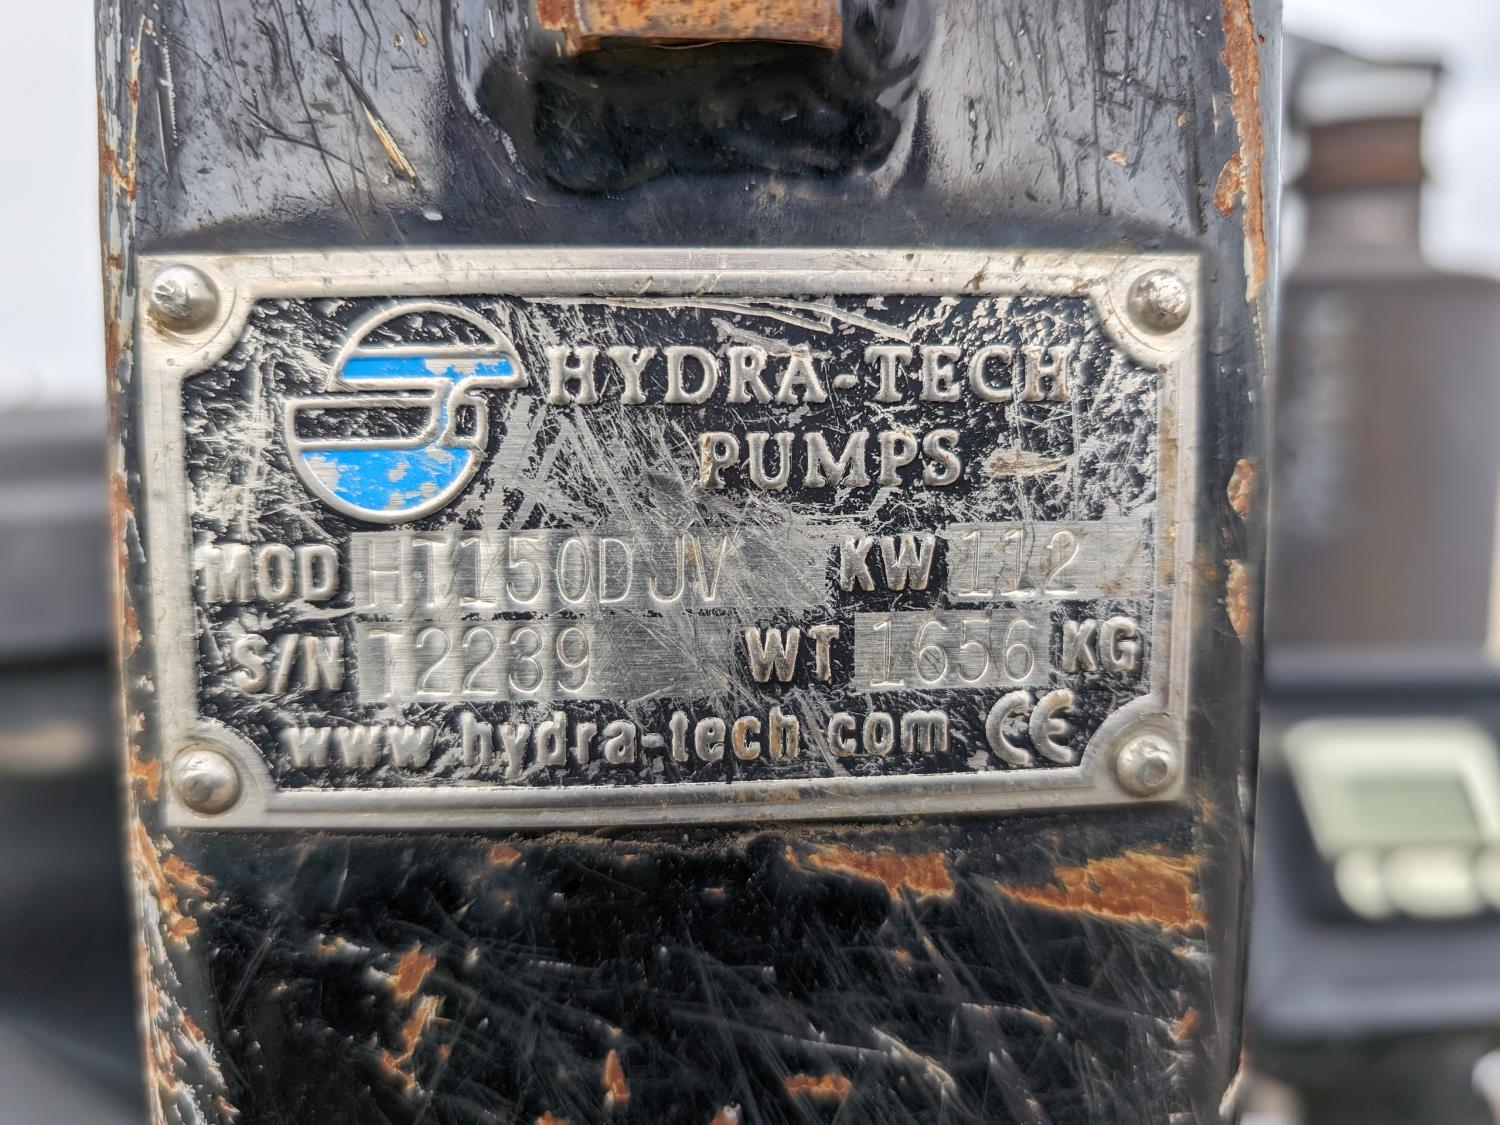 HYDRA-TECH
PUMPS
MOD HT150DJV KW 112
S/N T2239 WT 1656 KG
www.hydra-tech.com CE